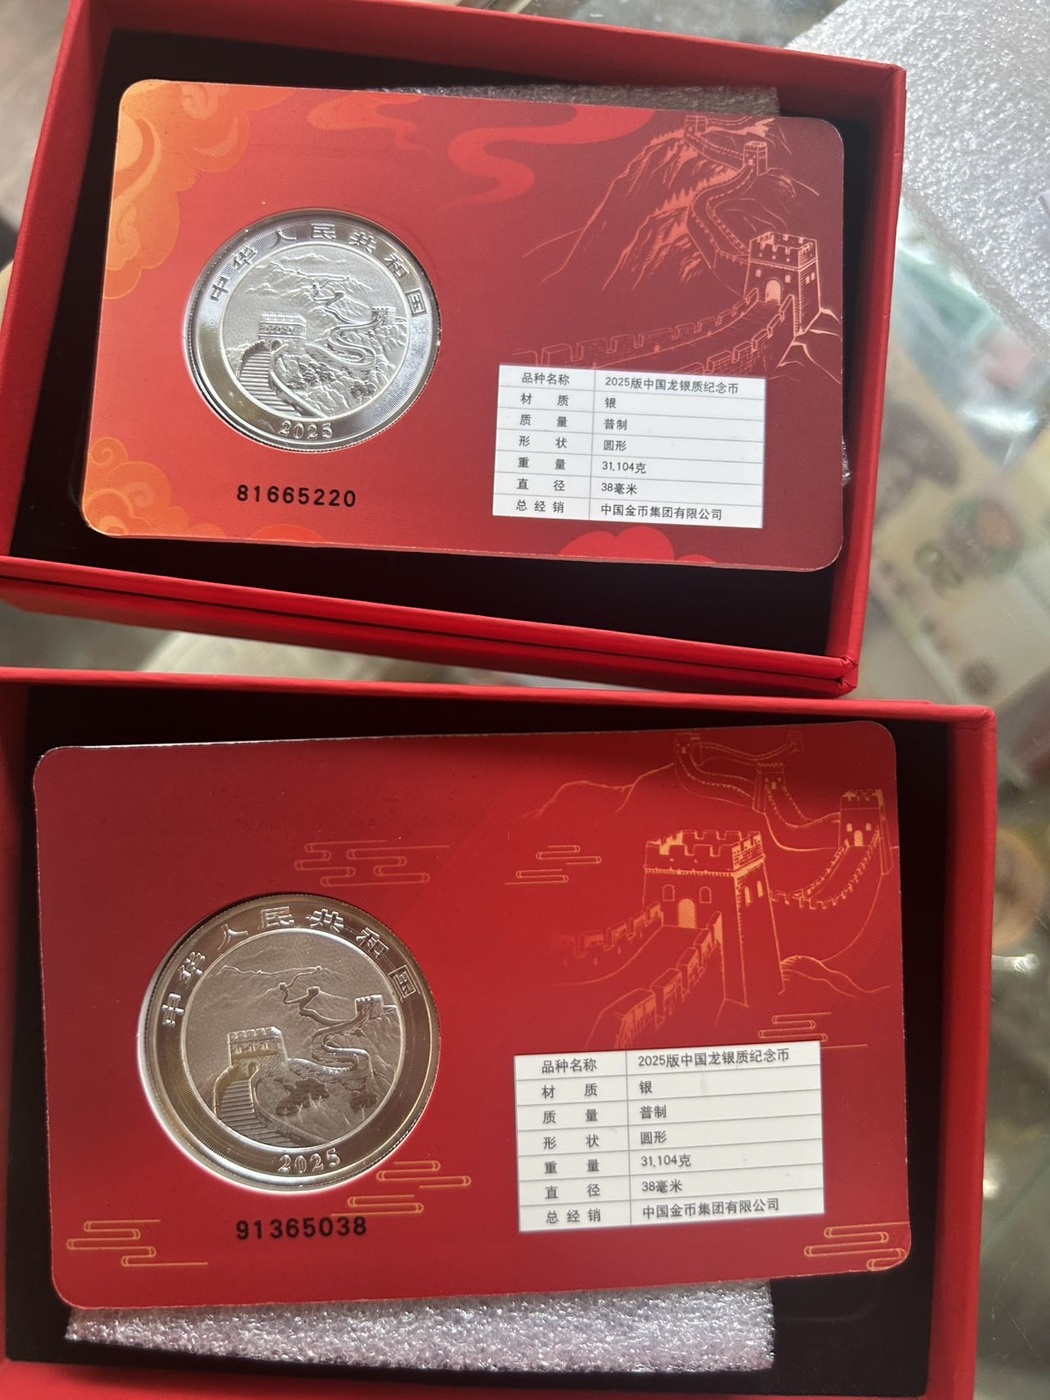 中华人民共和国
2025
81665220
品种名称 2025版中国龙银质纪念币
材 质 银
质 量 普制
形 状 圆形
重 量 31.104克
直 径 38毫米
总经销 中国金币集团有限公司
中华人民共和国
2025
91365038
品种名称 2025版中国龙银质纪念币
材 质 银
质 量 普制
形 状 圆形
重 量 31.104克
直 径 38毫米
总经销 中国金币集团有限公司